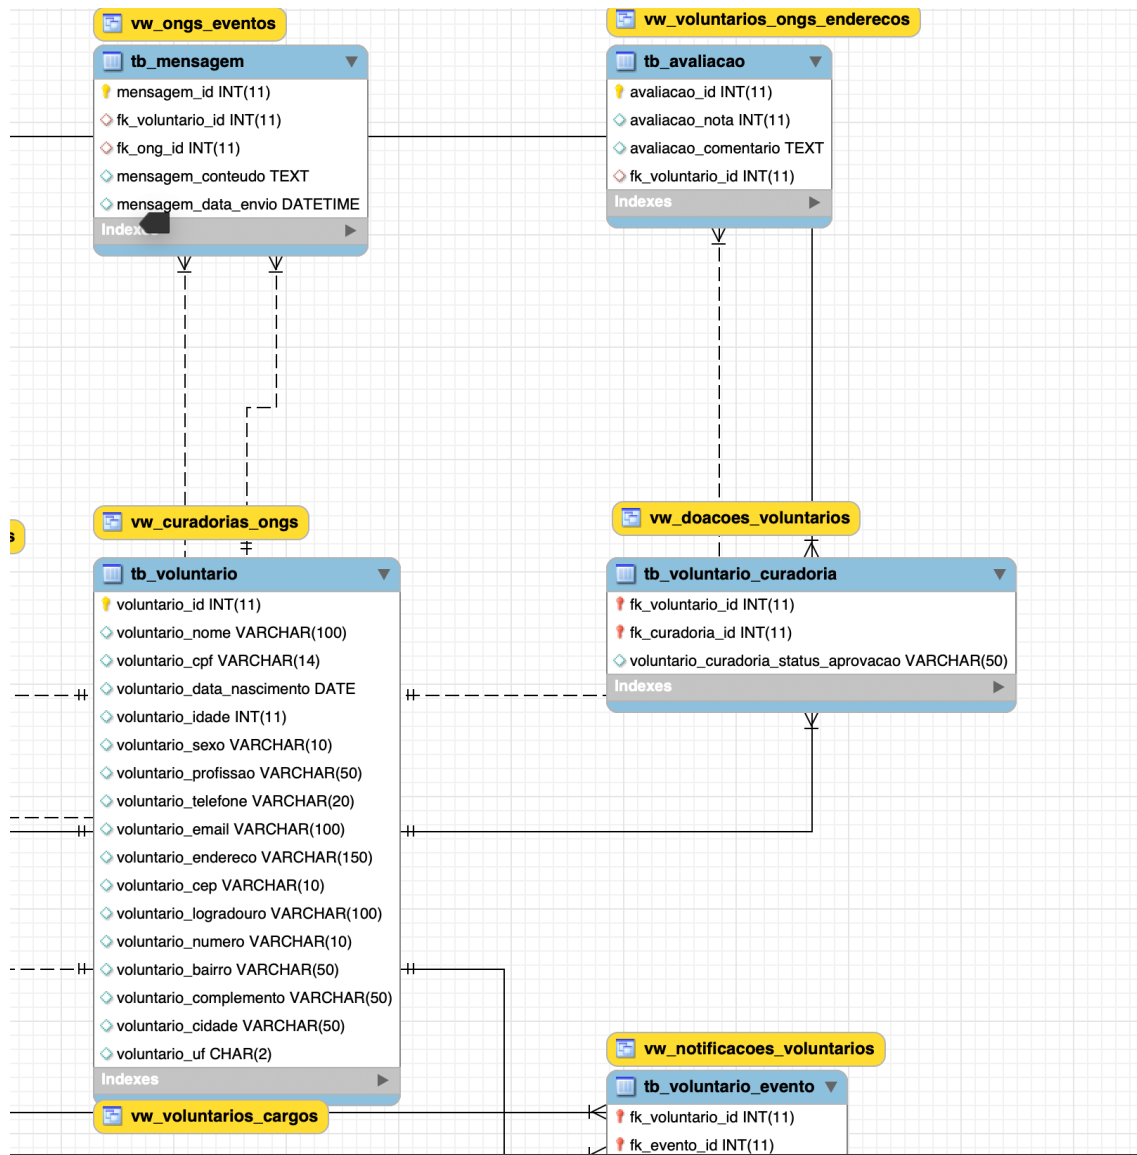 vw_ongs_eventos
tb_mensagem
mensagem_id INT(11)
fk_voluntario_id INT(11)
fk_ong_id INT(11)
mensagem_conteudo TEXT
mensagem_data_envio DATETIME
vw_voluntarios_ongs_enderecos
tb_avaliacao
avaliacao_id INT(11)
avaliacao_nota INT(11)
avaliacao_comentario TEXT
fk_voluntario_id INT(11)
Indexes
vw_curadorias_ongs
tb_voluntario
voluntario_id INT(11)
voluntario_nome VARCHAR(100)
voluntario_cpf VARCHAR(14)
voluntario_data_nascimento DATE
voluntario_idade INT(11)
voluntario_sexo VARCHAR(10)
voluntario_profissao VARCHAR(50)
voluntario_telefone VARCHAR(20)
voluntario_email VARCHAR(100)
voluntario_endereco VARCHAR(150)
voluntario_cep VARCHAR(10)
voluntario_logradouro VARCHAR(100)
voluntario_numero VARCHAR(10)
voluntario_bairro VARCHAR(50)
voluntario_complemento VARCHAR(50)
voluntario_cidade VARCHAR(50)
voluntario_uf CHAR(2)
Indexes
vw_voluntarios_cargos
vw_doacoes_voluntarios
tb_voluntario_curadoria
fk_voluntario_id INT(11)
fk_curadoria_id INT(11)
voluntario_curadoria_status_aprovacao VARCHAR(50)
Indexes
vw_notificacoes_voluntarios
tb_voluntario_evento
fk_voluntario_id INT(11)
fk_evento_id INT(11)